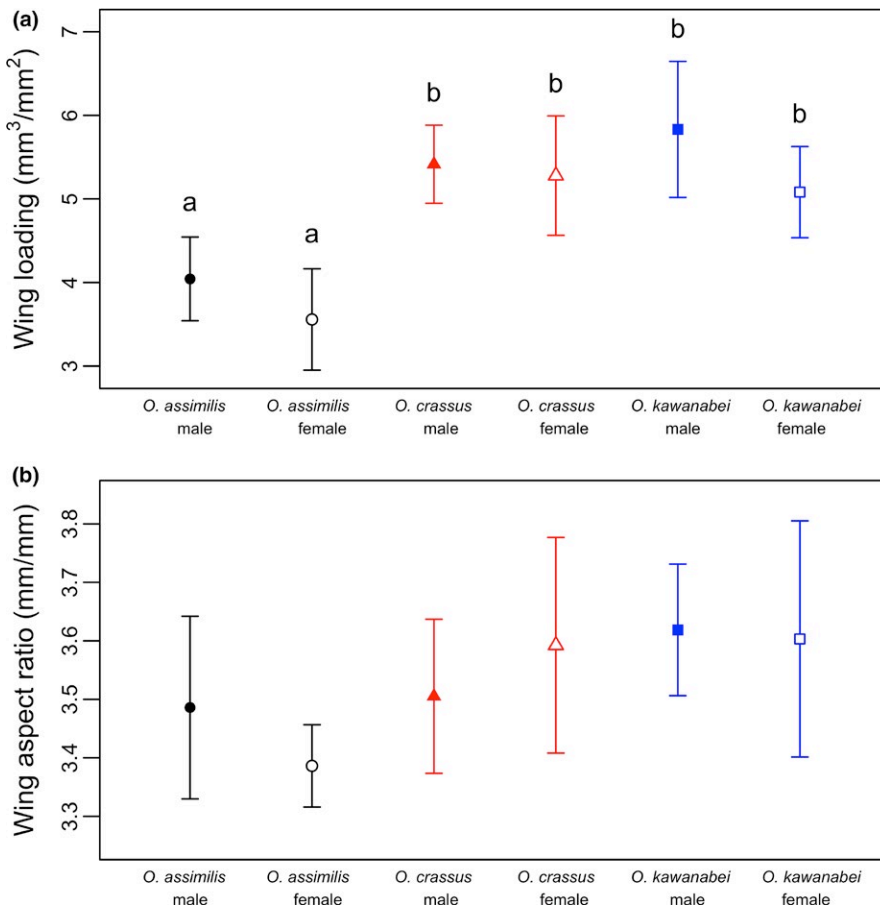 (a)
Wing loading (mm³/mm²)
7
6
5
4
3
a
a
b
b
b
b
O. assimilis
male
O. assimilis
female
O. crassus
male
O. crassus
female
O. kawanabei
male
O. kawanabei
female
(b)
Wing aspect ratio (mm/mm)
3.8
3.7
3.6
3.5
3.4
3.3
O. assimilis
male
O. assimilis
female
O. crassus
male
O. crassus
female
O. kawanabei
male
O. kawanabei
female